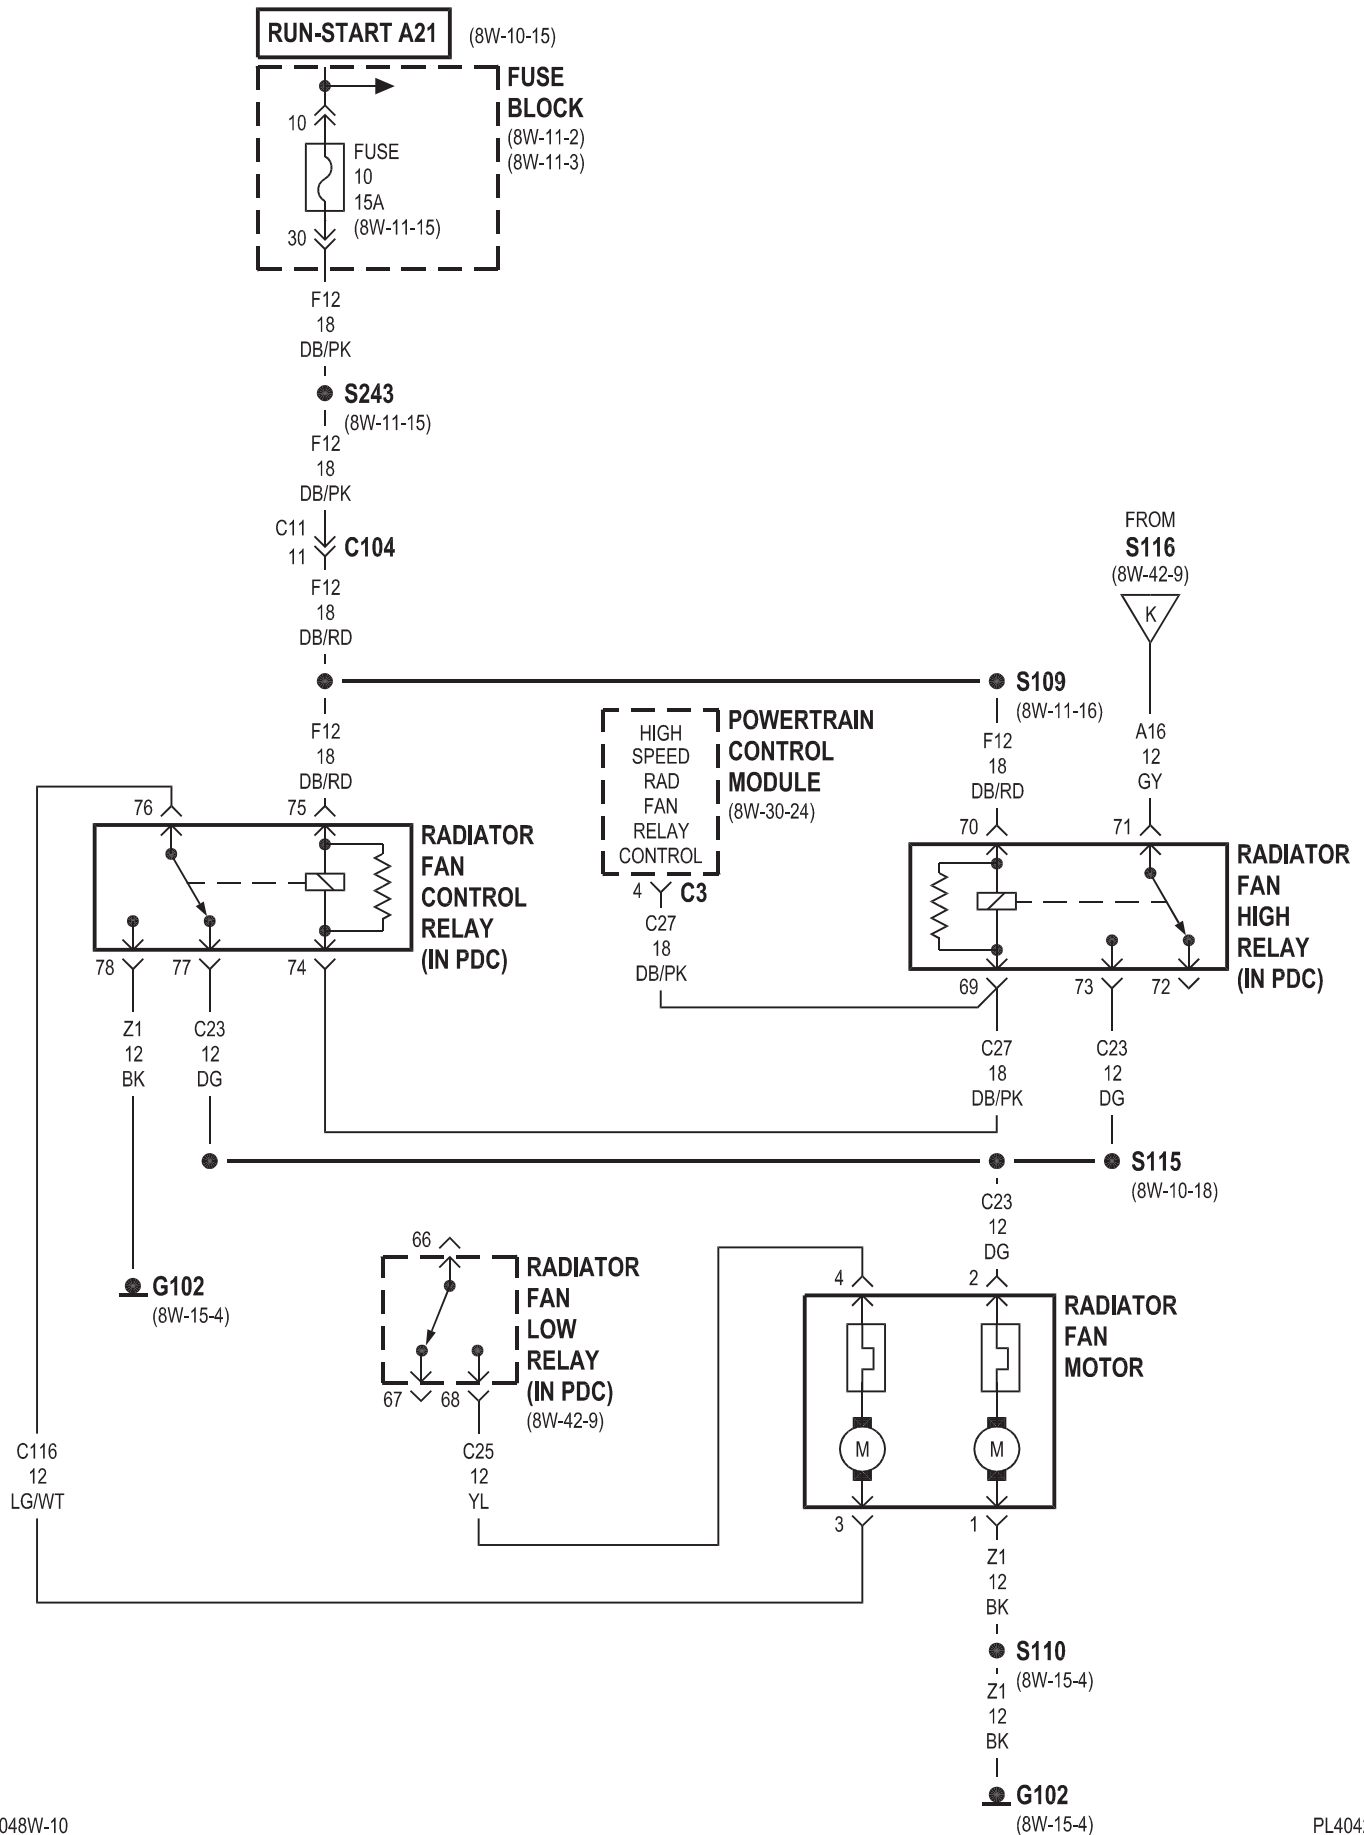 RUN-START A21
(8W-10-15)
FUSE
BLOCK
(8W-11-2)
(8W-11-3)
10
FUSE
10
15A
(8W-11-15)
30
F12
18
DB/PK
S243
(8W-11-15)
F12
18
DB/PK
C11
11
C104
F12
18
DB/RD
FROM
S116
(8W-42-9)
K
S109
(8W-11-16)
F12
18
DB/RD
HIGH
SPEED
RAD
FAN
RELAY
CONTROL
POWERTRAIN
CONTROL
MODULE
(8W-30-24)
F12
18
DB/RD
A16
12
GY
76
75
RADIATOR
FAN
CONTROL
RELAY
(IN PDC)
4
C3
C27
18
DB/PK
70
71
RADIATOR
FAN
HIGH
RELAY
(IN PDC)
78
77
74
69
73
72
Z1
12
BK
C23
12
DG
C27
18
DB/PK
C23
12
DG
S115
(8W-10-18)
C23
12
DG
G102
(8W-15-4)
66
RADIATOR
FAN
LOW
RELAY
(IN PDC)
(8W-42-9)
67
68
4
2
RADIATOR
FAN
MOTOR
M
M
C116
12
LG/WT
C25
12
YL
3
1
Z1
12
BK
S110
(8W-15-4)
Z1
12
BK
G102
(8W-15-4)
048W-10
PL404